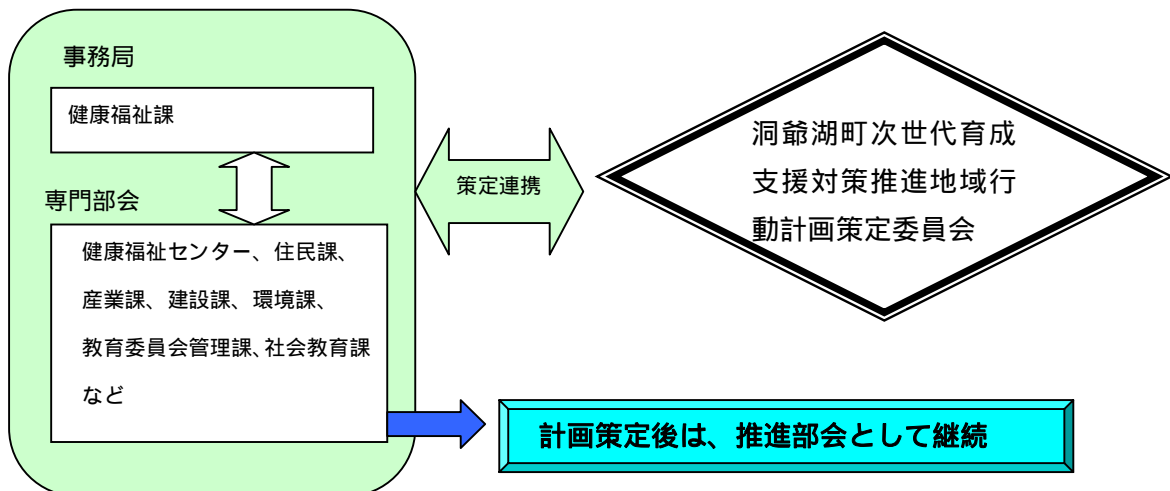 事務局
健康福祉課
専門部会
健康福祉センター、住民課、
産業課、建設課、環境課、
教育委員会管理課、社会教育課
など
策定連携
洞爺湖町次世代育成
支援対策推進地域行
動計画策定委員会
計画策定後は、推進部会として継続